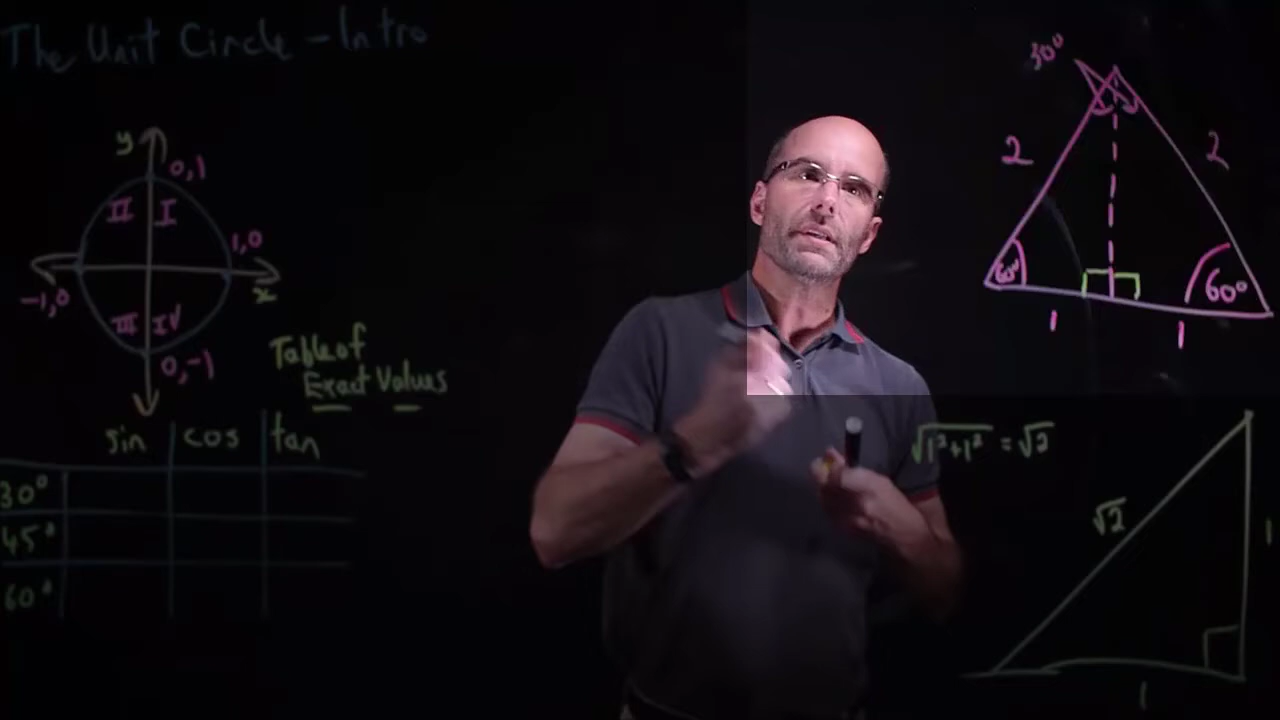 The Unit Circle - Intro
y
0,1
II I
1,0
-1,0
x
III IV
0,-1
Table of
Exact Values
sin cos tan
30°
45°
60°
30°
2 2
60° 60°
1 1
√1²+1² = √2
√2
1
1